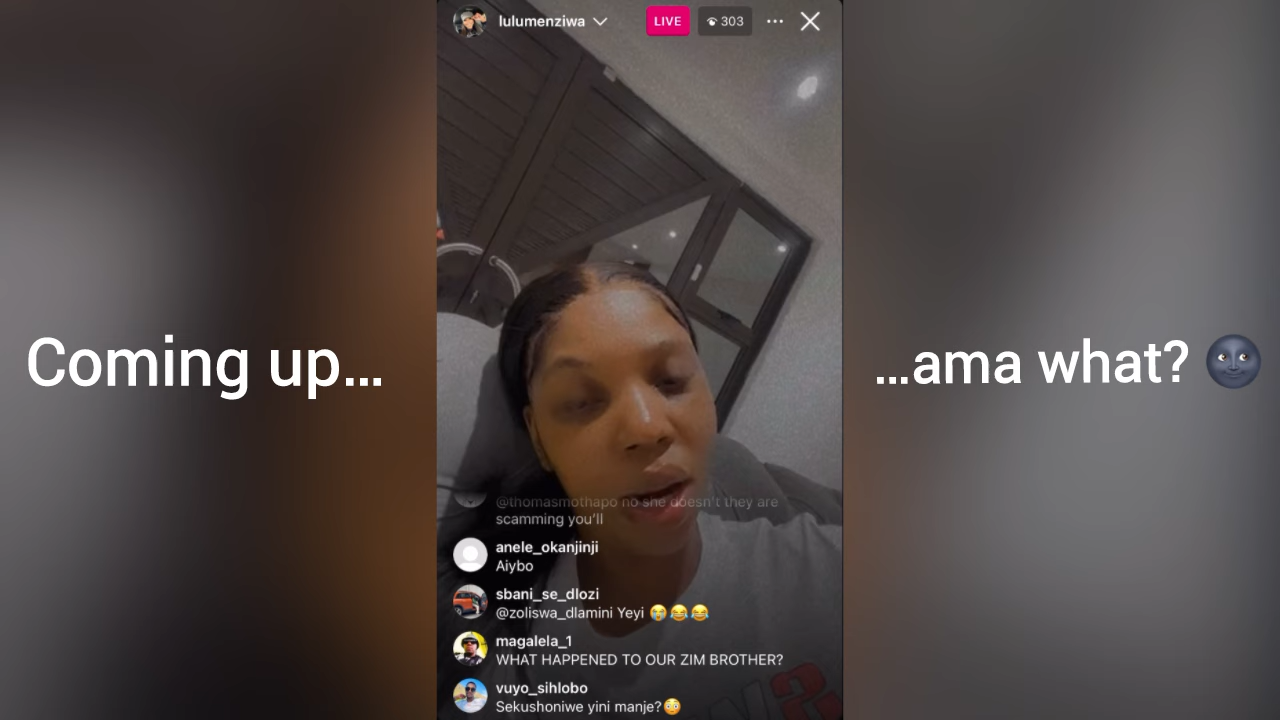 lulumenziwa
LIVE
303
Coming up...
...ama what? 🌚
@thomasmothapo no she doesn't they are
scamming you'll
anele_okanjinji
Aiybo
sbani_se_dlozi
@zoliswa_dlamini Yeyi 😭😂😂
magalela_1
WHAT HAPPENED TO OUR ZIM BROTHER?
vuyo_sihlobo
Sekushoniwe yini manje?😳